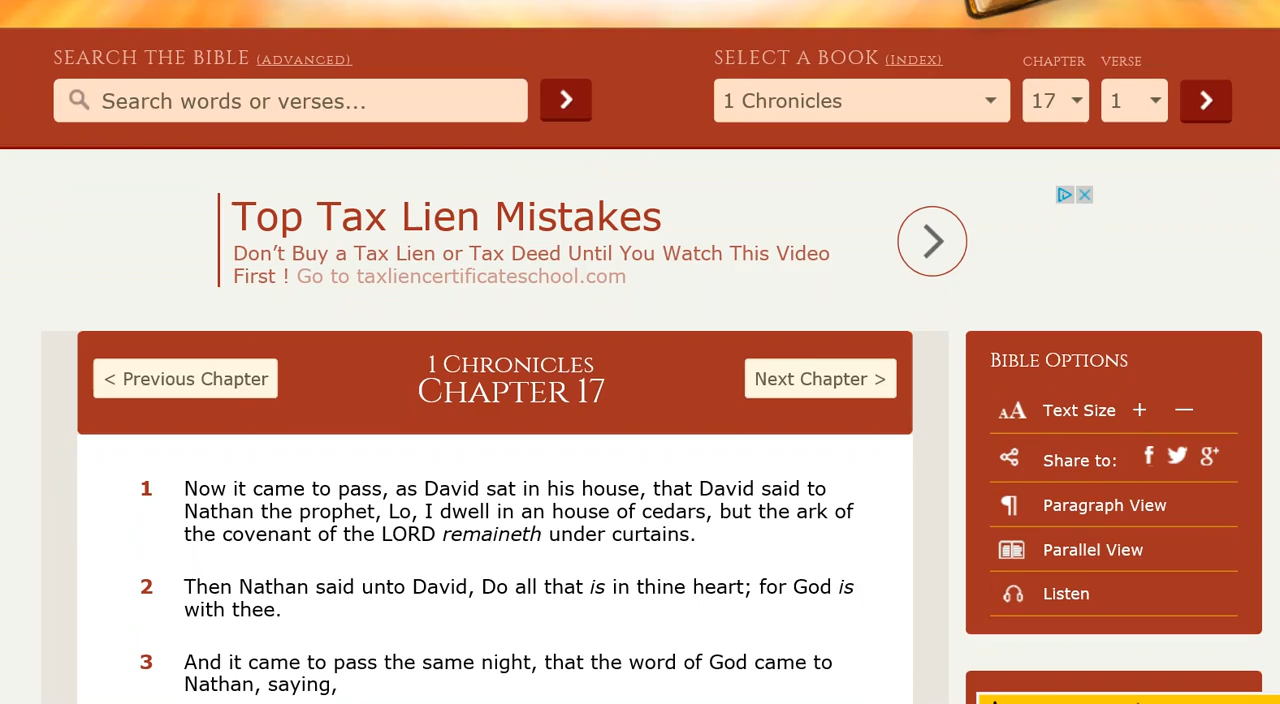 SEARCH THE BIBLE (ADVANCED)
SELECT A BOOK (INDEX)
CHAPTER
VERSE
Search words or verses...
1 Chronicles
17
1
Top Tax Lien Mistakes
Don't Buy a Tax Lien or Tax Deed Until You Watch This Video
First ! Go to taxliencertificateschool.com
< Previous Chapter
1 CHRONICLES
CHAPTER 17
Next Chapter >
1 Now it came to pass, as David sat in his house, that David said to
Nathan the prophet, Lo, I dwell in an house of cedars, but the ark of
the covenant of the LORD remaineth under curtains.
2 Then Nathan said unto David, Do all that is in thine heart; for God is
with thee.
3 And it came to pass the same night, that the word of God came to
Nathan, saying,
BIBLE OPTIONS
AA Text Size + −
Share to: f g+
¶ Paragraph View
Parallel View
Listen